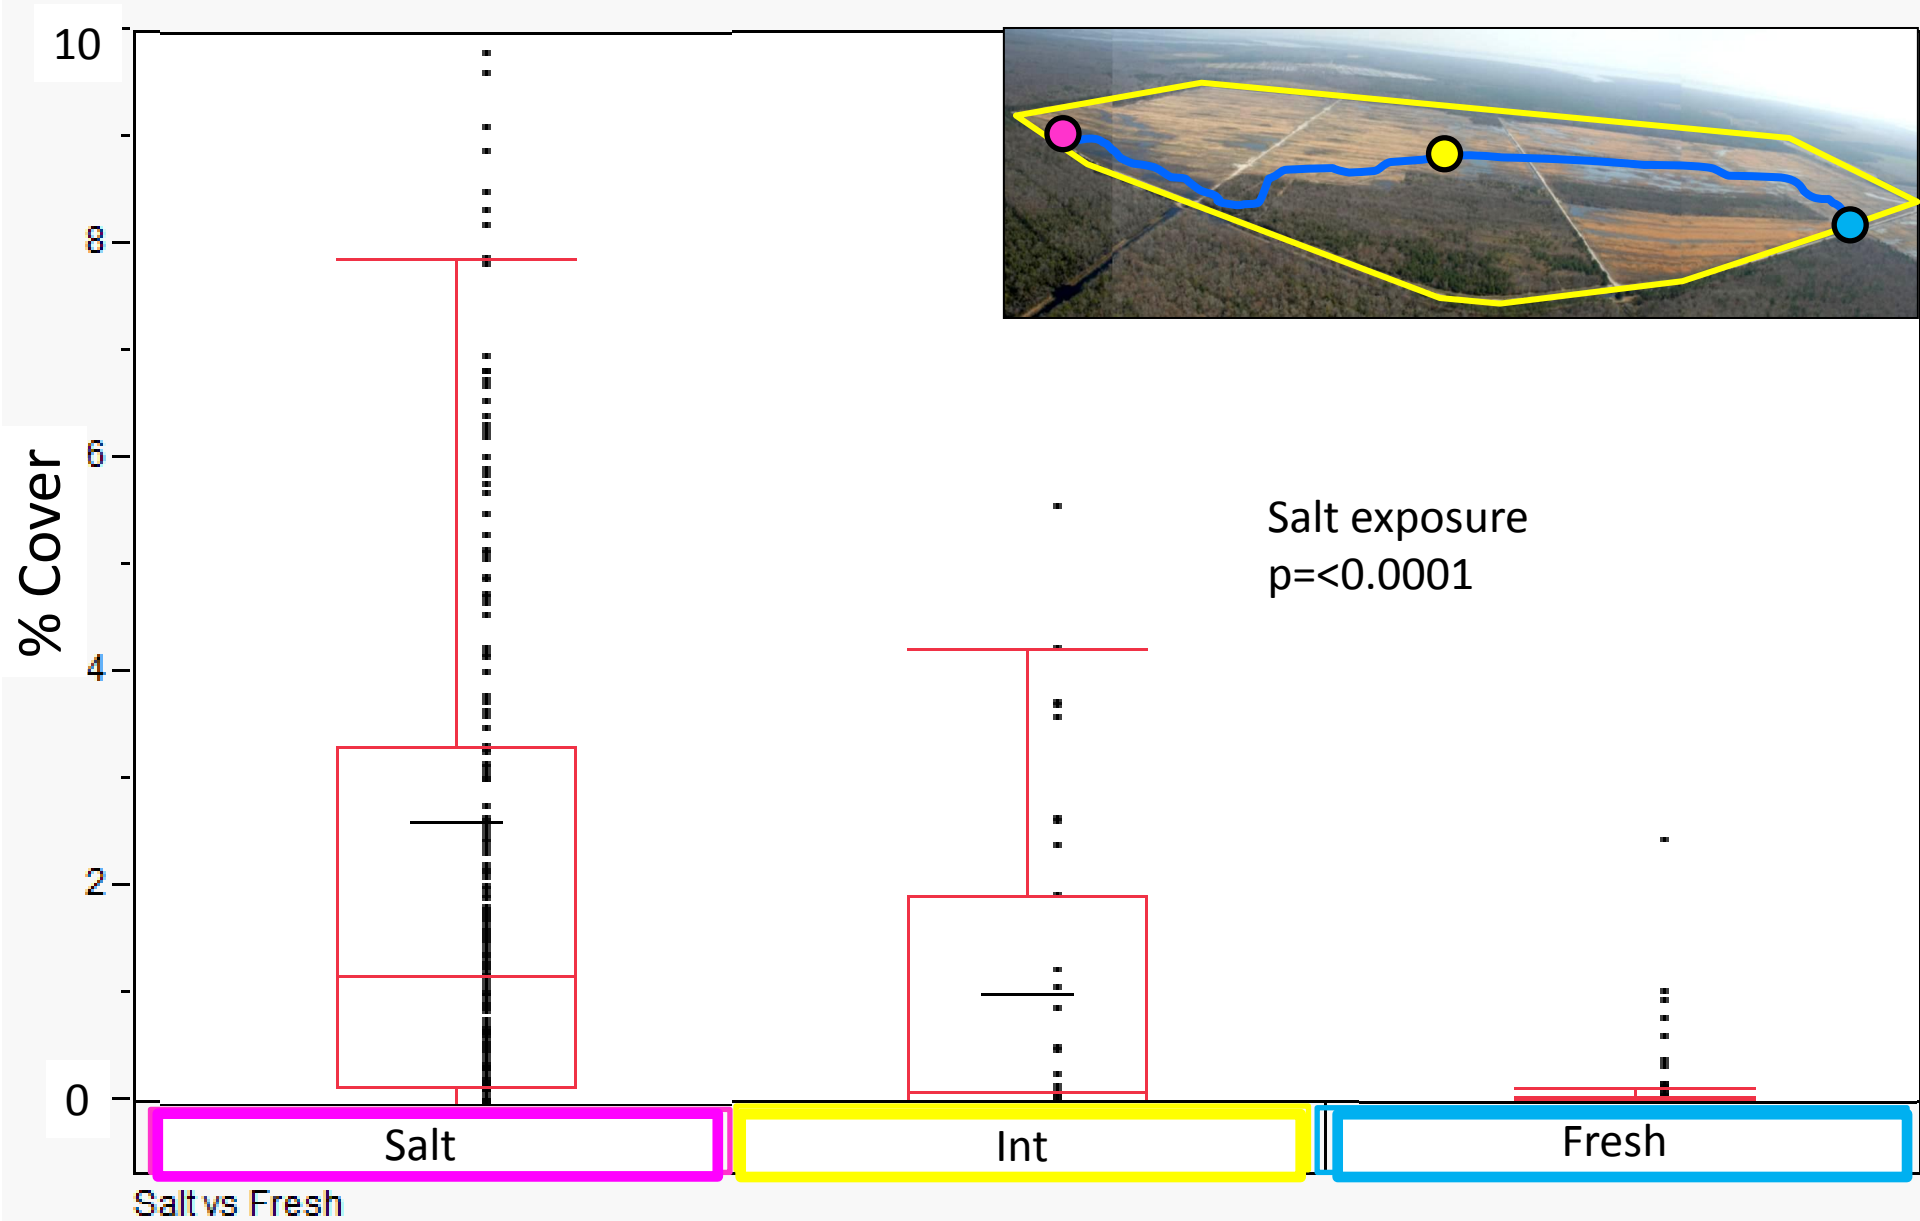 10
8
6
4
2
0
% Cover
Salt exposure
p=<0.0001
Salt
Int
Fresh
Salt vs Fresh